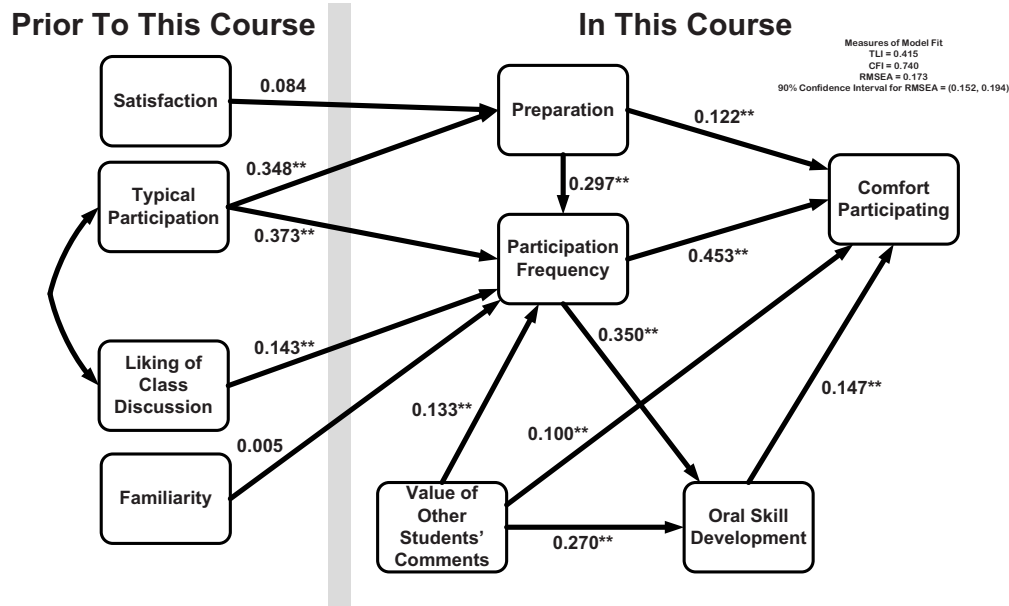 Prior To This Course
In This Course
Measures of Model Fit
TLI = 0.415
CFI = 0.740
RMSEA = 0.173
90% Confidence Interval for RMSEA = (0.152, 0.194)
Satisfaction
0.084
Preparation
0.122**
Typical
Participation
0.348**
0.373**
0.297**
Comfort
Participating
Participation
Frequency
0.453**
Liking of
Class
Discussion
0.143**
0.350**
0.133**
0.100**
0.147**
0.005
Familiarity
Value of
Other
Students’
Comments
0.270**
Oral Skill
Development